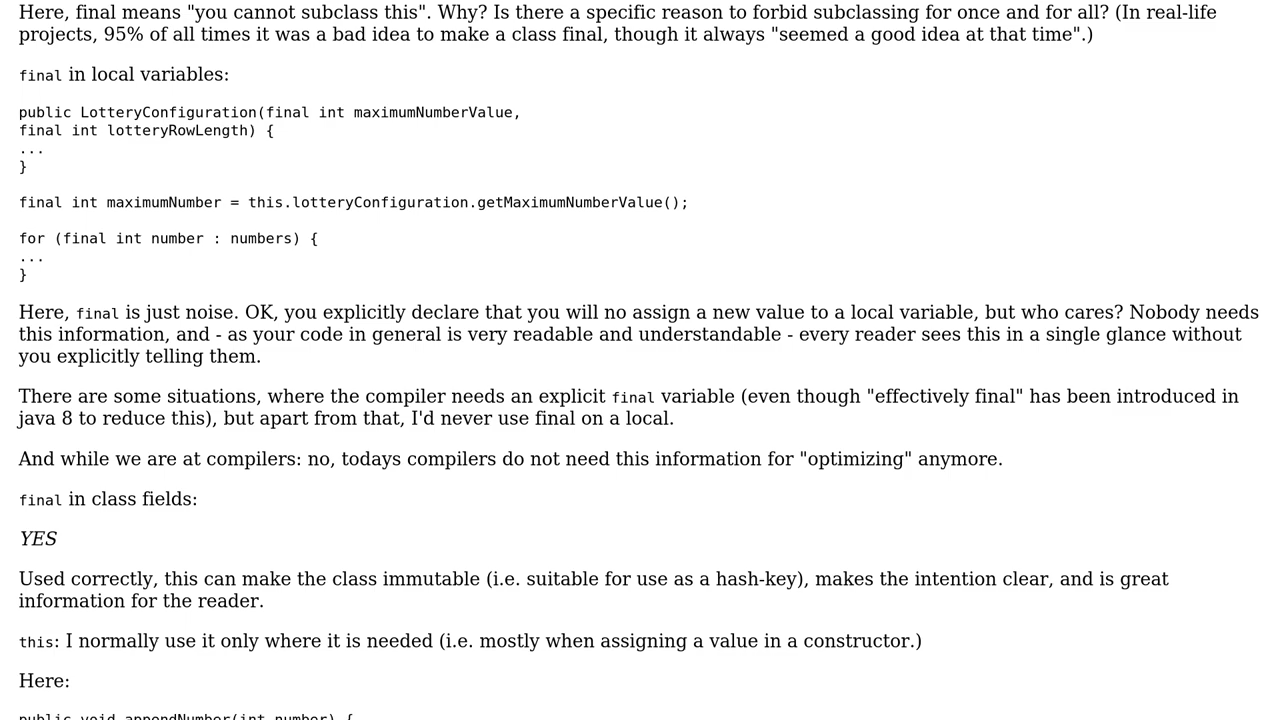 Here, final means "you cannot subclass this". Why? Is there a specific reason to forbid subclassing for once and for all? (In real-life
projects, 95% of all times it was a bad idea to make a class final, though it always "seemed a good idea at that time".)
final in local variables:
public LotteryConfiguration(final int maximumNumberValue,
final int lotteryRowLength) {
...
}
final int maximumNumber = this.lotteryConfiguration.getMaximumNumberValue();
for (final int number : numbers) {
...
}
Here, final is just noise. OK, you explicitly declare that you will no assign a new value to a local variable, but who cares? Nobody needs
this information, and - as your code in general is very readable and understandable - every reader sees this in a single glance without
you explicitly telling them.
There are some situations, where the compiler needs an explicit final variable (even though "effectively final" has been introduced in
java 8 to reduce this), but apart from that, I'd never use final on a local.
And while we are at compilers: no, todays compilers do not need this information for "optimizing" anymore.
final in class fields:
YES
Used correctly, this can make the class immutable (i.e. suitable for use as a hash-key), makes the intention clear, and is great
information for the reader.
this: I normally use it only where it is needed (i.e. mostly when assigning a value in a constructor.)
Here:
public void appendNumber(int number) {